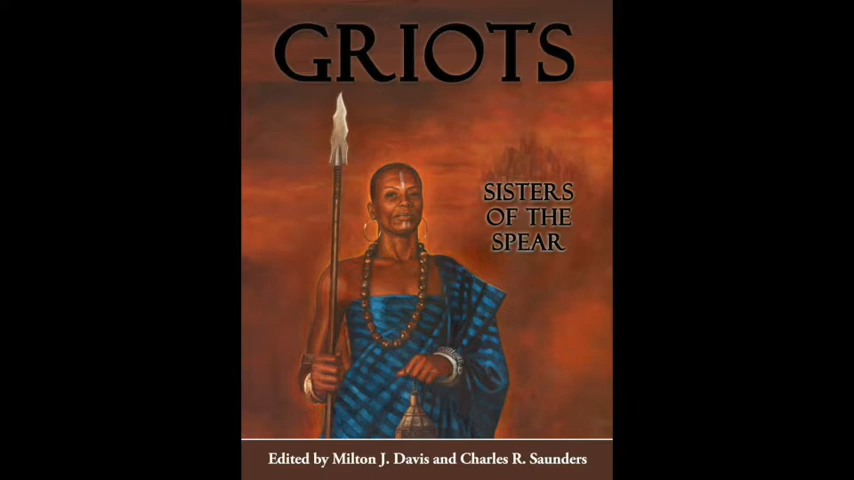 GRIOTS
SISTERS
OF THE
SPEAR
Edited by Milton J. Davis and Charles R. Saunders